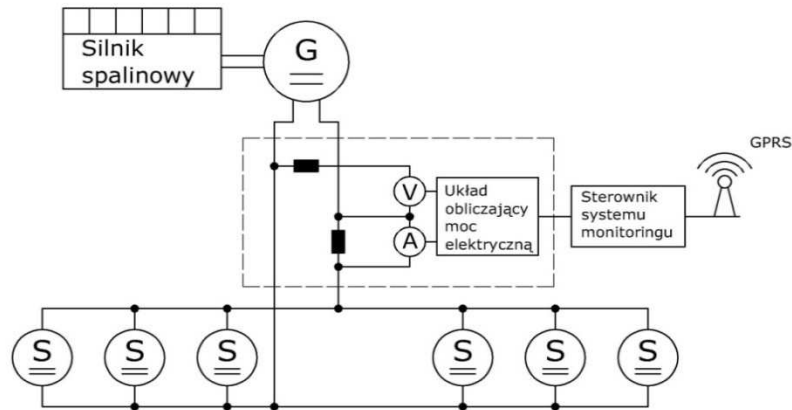 Silnik
spalinowy
G
GPRS
V
Układ
obliczający
moc
elektryczną
A
Sterownik
systemu
monitoringu
S
S
S
S
S
S